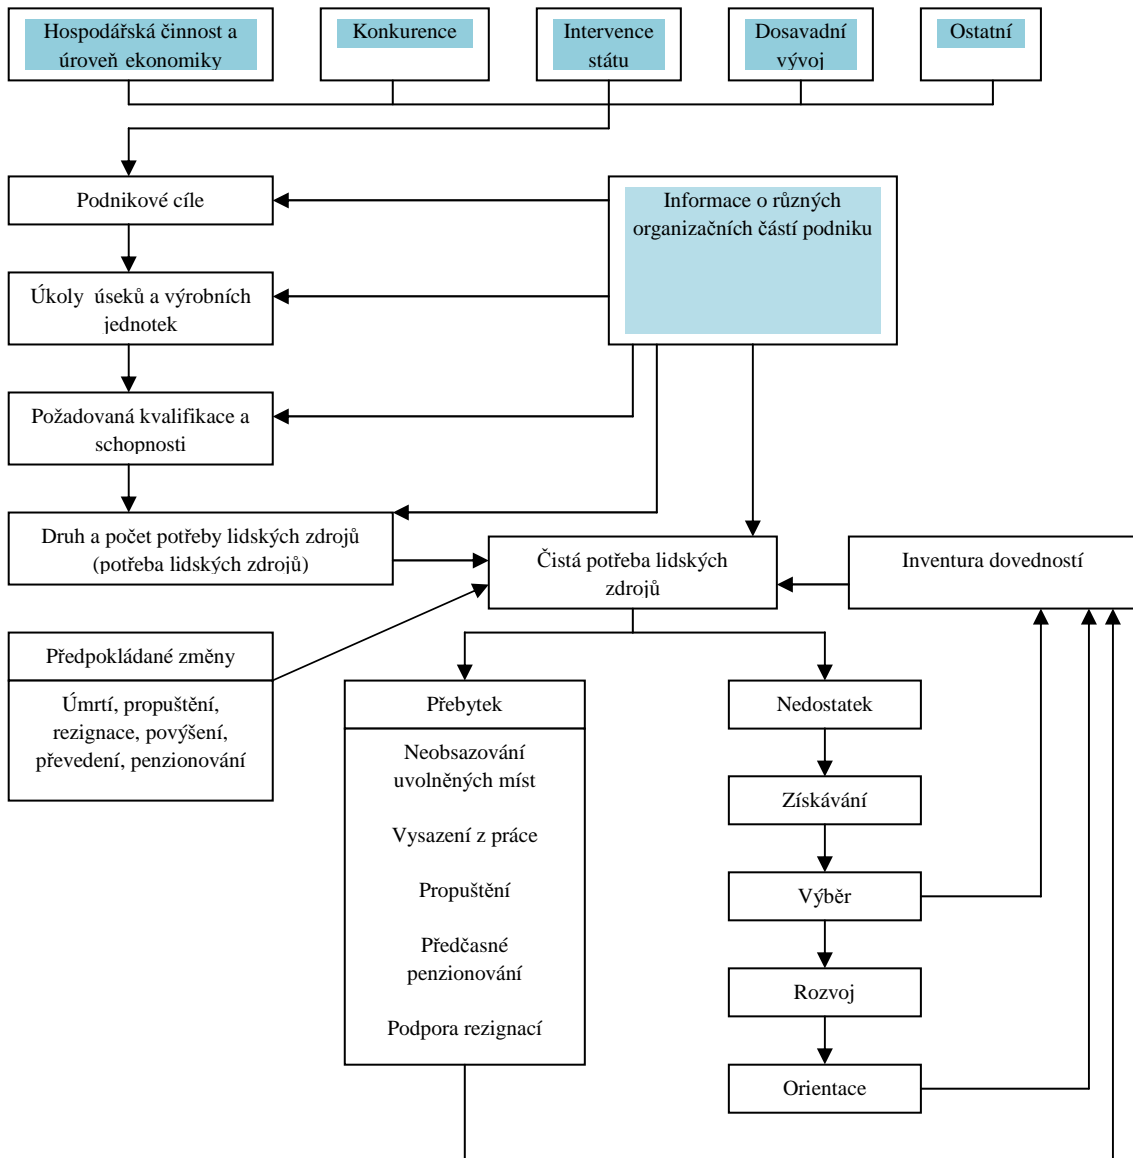 Hospodářská činnost a
úroveň ekonomiky
Konkurence
Intervence
státu
Dosavadní
vývoj
Ostatní
Podnikové cíle
Informace o různých
organizačních částí podniku
Úkoly  úseků a výrobních
jednotek
Požadovaná kvalifikace a
schopnosti
Druh a počet potřeby lidských zdrojů
(potřeba lidských zdrojů)
Čistá potřeba lidských
zdrojů
Inventura dovedností
Předpokládané změny
Úmrtí, propuštění,
rezignace, povýšení,
převedení, penzionování
Přebytek
Neobsazování
uvolněných míst
Vysazení z práce
Propuštění
Předčasné
penzionování
Podpora rezignací
Nedostatek
Získávání
Výběr
Rozvoj
Orientace